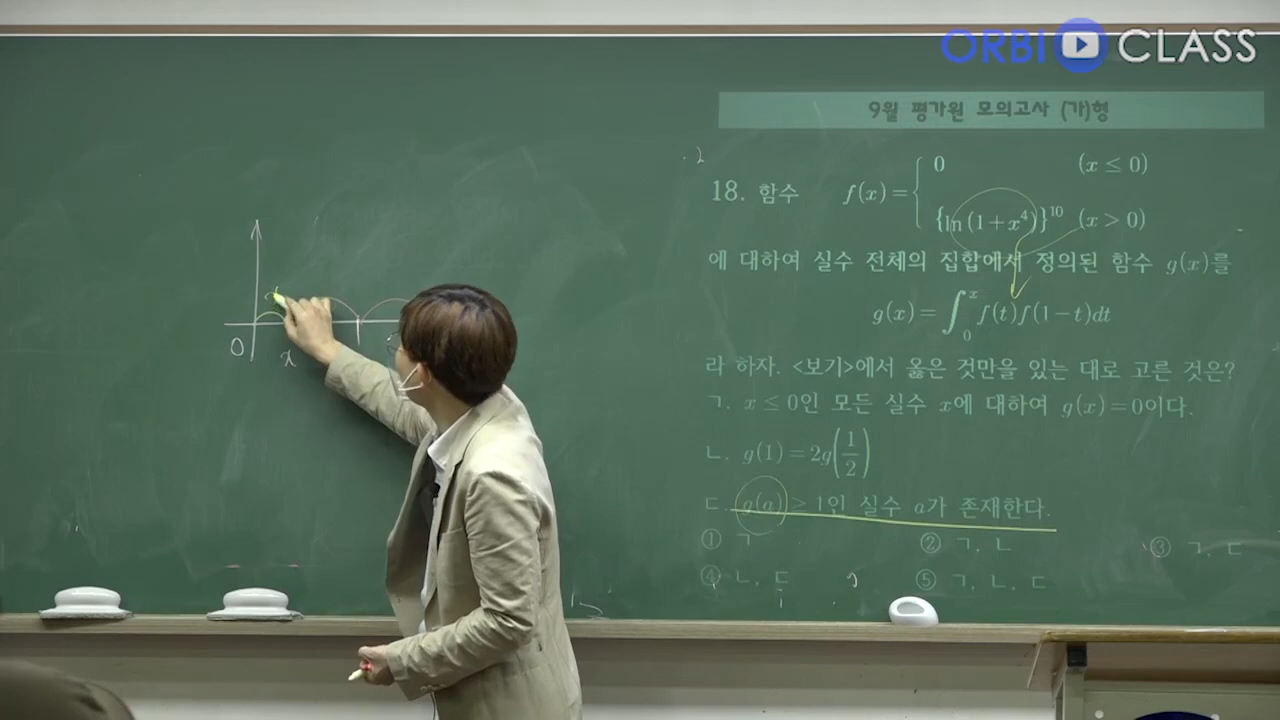 ORBI CLASS
9월 평가원 모의고사 (가)형
18. 함수 f(x) = { 0 (x ≤ 0)
{ln(1+x⁴)}¹⁰ (x > 0)
에 대하여 실수 전체의 집합에서 정의된 함수 g(x)를
g(x) = ∫₀ˣ f(t)f(1−t)dt
라 하자. <보기>에서 옳은 것만을 있는 대로 고른 것은?
ㄱ. x ≤ 0인 모든 실수 x에 대하여 g(x) = 0이다.
ㄴ. g(1) = 2g(1/2)
ㄷ. g(a) ≥ 1인 실수 a가 존재한다.
① ㄱ ② ㄱ, ㄴ ③ ㄱ, ㄷ
④ ㄴ, ㄷ ⑤ ㄱ, ㄴ, ㄷ
O x